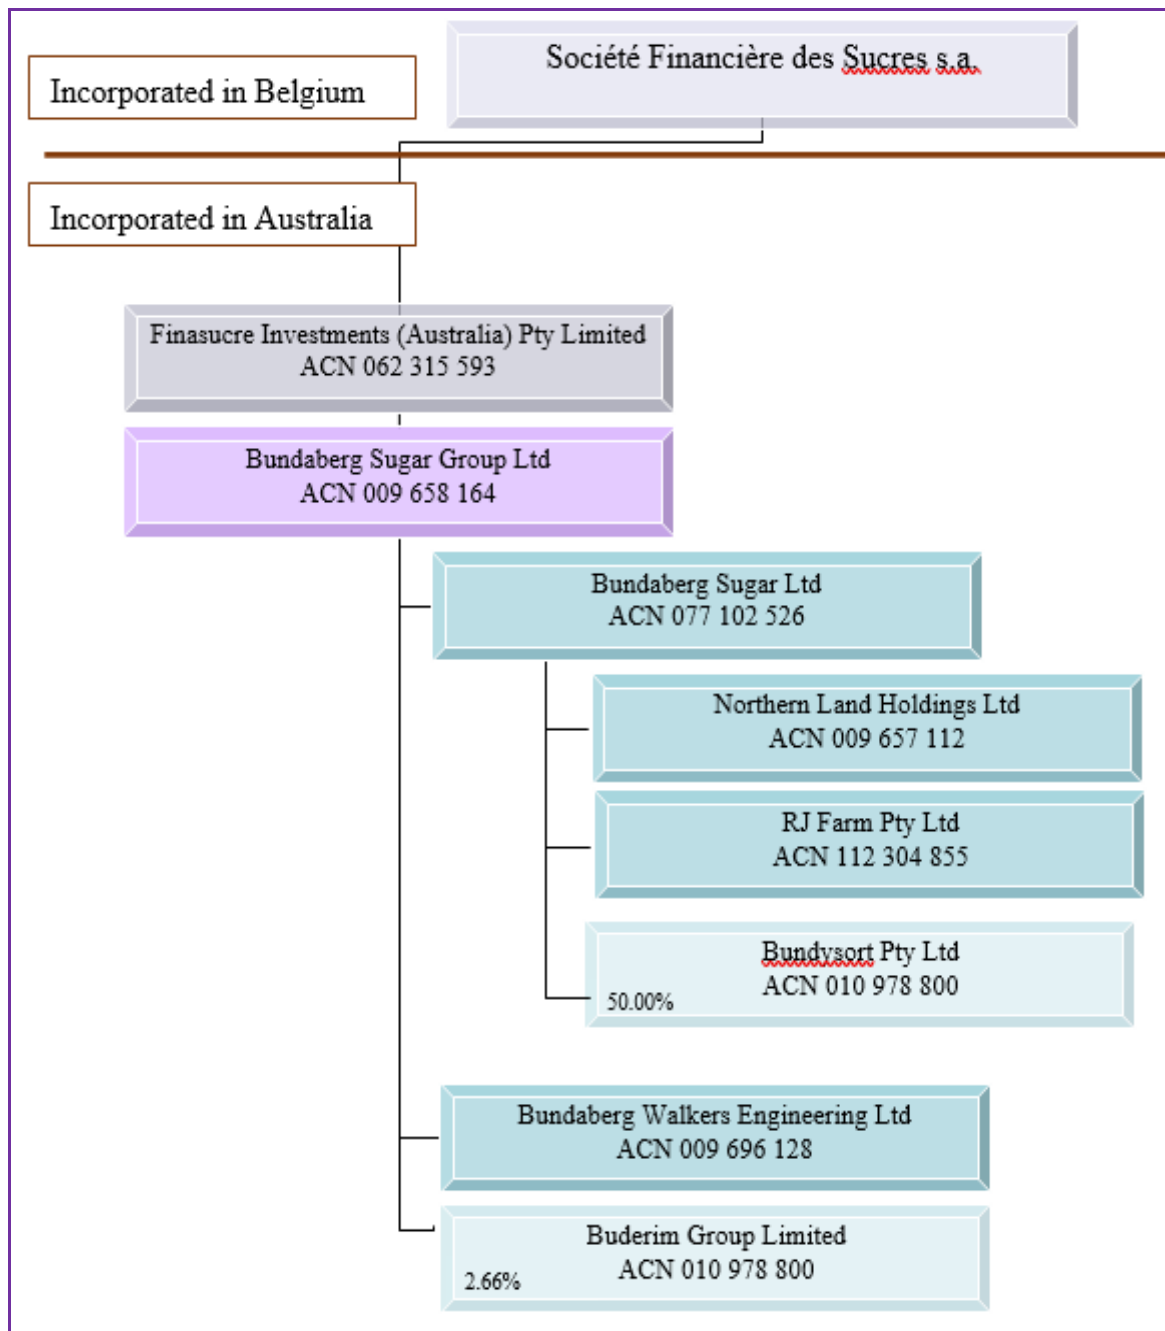 Société Financière des Sucres s.a.
Incorporated in Belgium
Incorporated in Australia
Finasucre Investments (Australia) Pty Limited
ACN 062 315 593
Bundaberg Sugar Group Ltd
ACN 009 658 164
Bundaberg Sugar Ltd
ACN 077 102 526
Northern Land Holdings Ltd
ACN 009 657 112
RJ Farm Pty Ltd
ACN 112 304 855
Bundysort Pty Ltd
ACN 010 978 800
50.00%
Bundaberg Walkers Engineering Ltd
ACN 009 696 128
Buderim Group Limited
ACN 010 978 800
2.66%